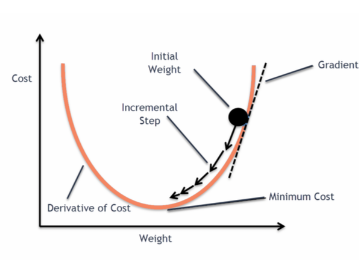 Initial
Weight
Gradient
Cost
Incremental
Step
Derivative of Cost
Minimum Cost
Weight